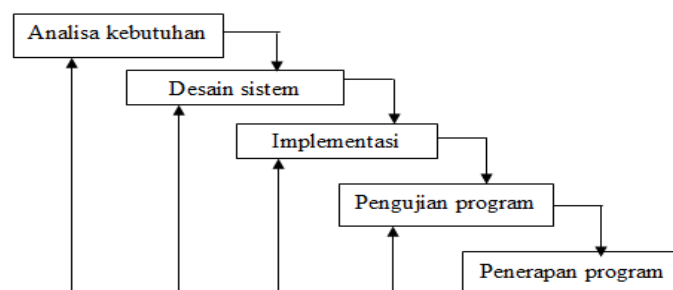 Analisa kebutuhan
Desain sistem
Implementasi
Pengujian program
Penerapan program